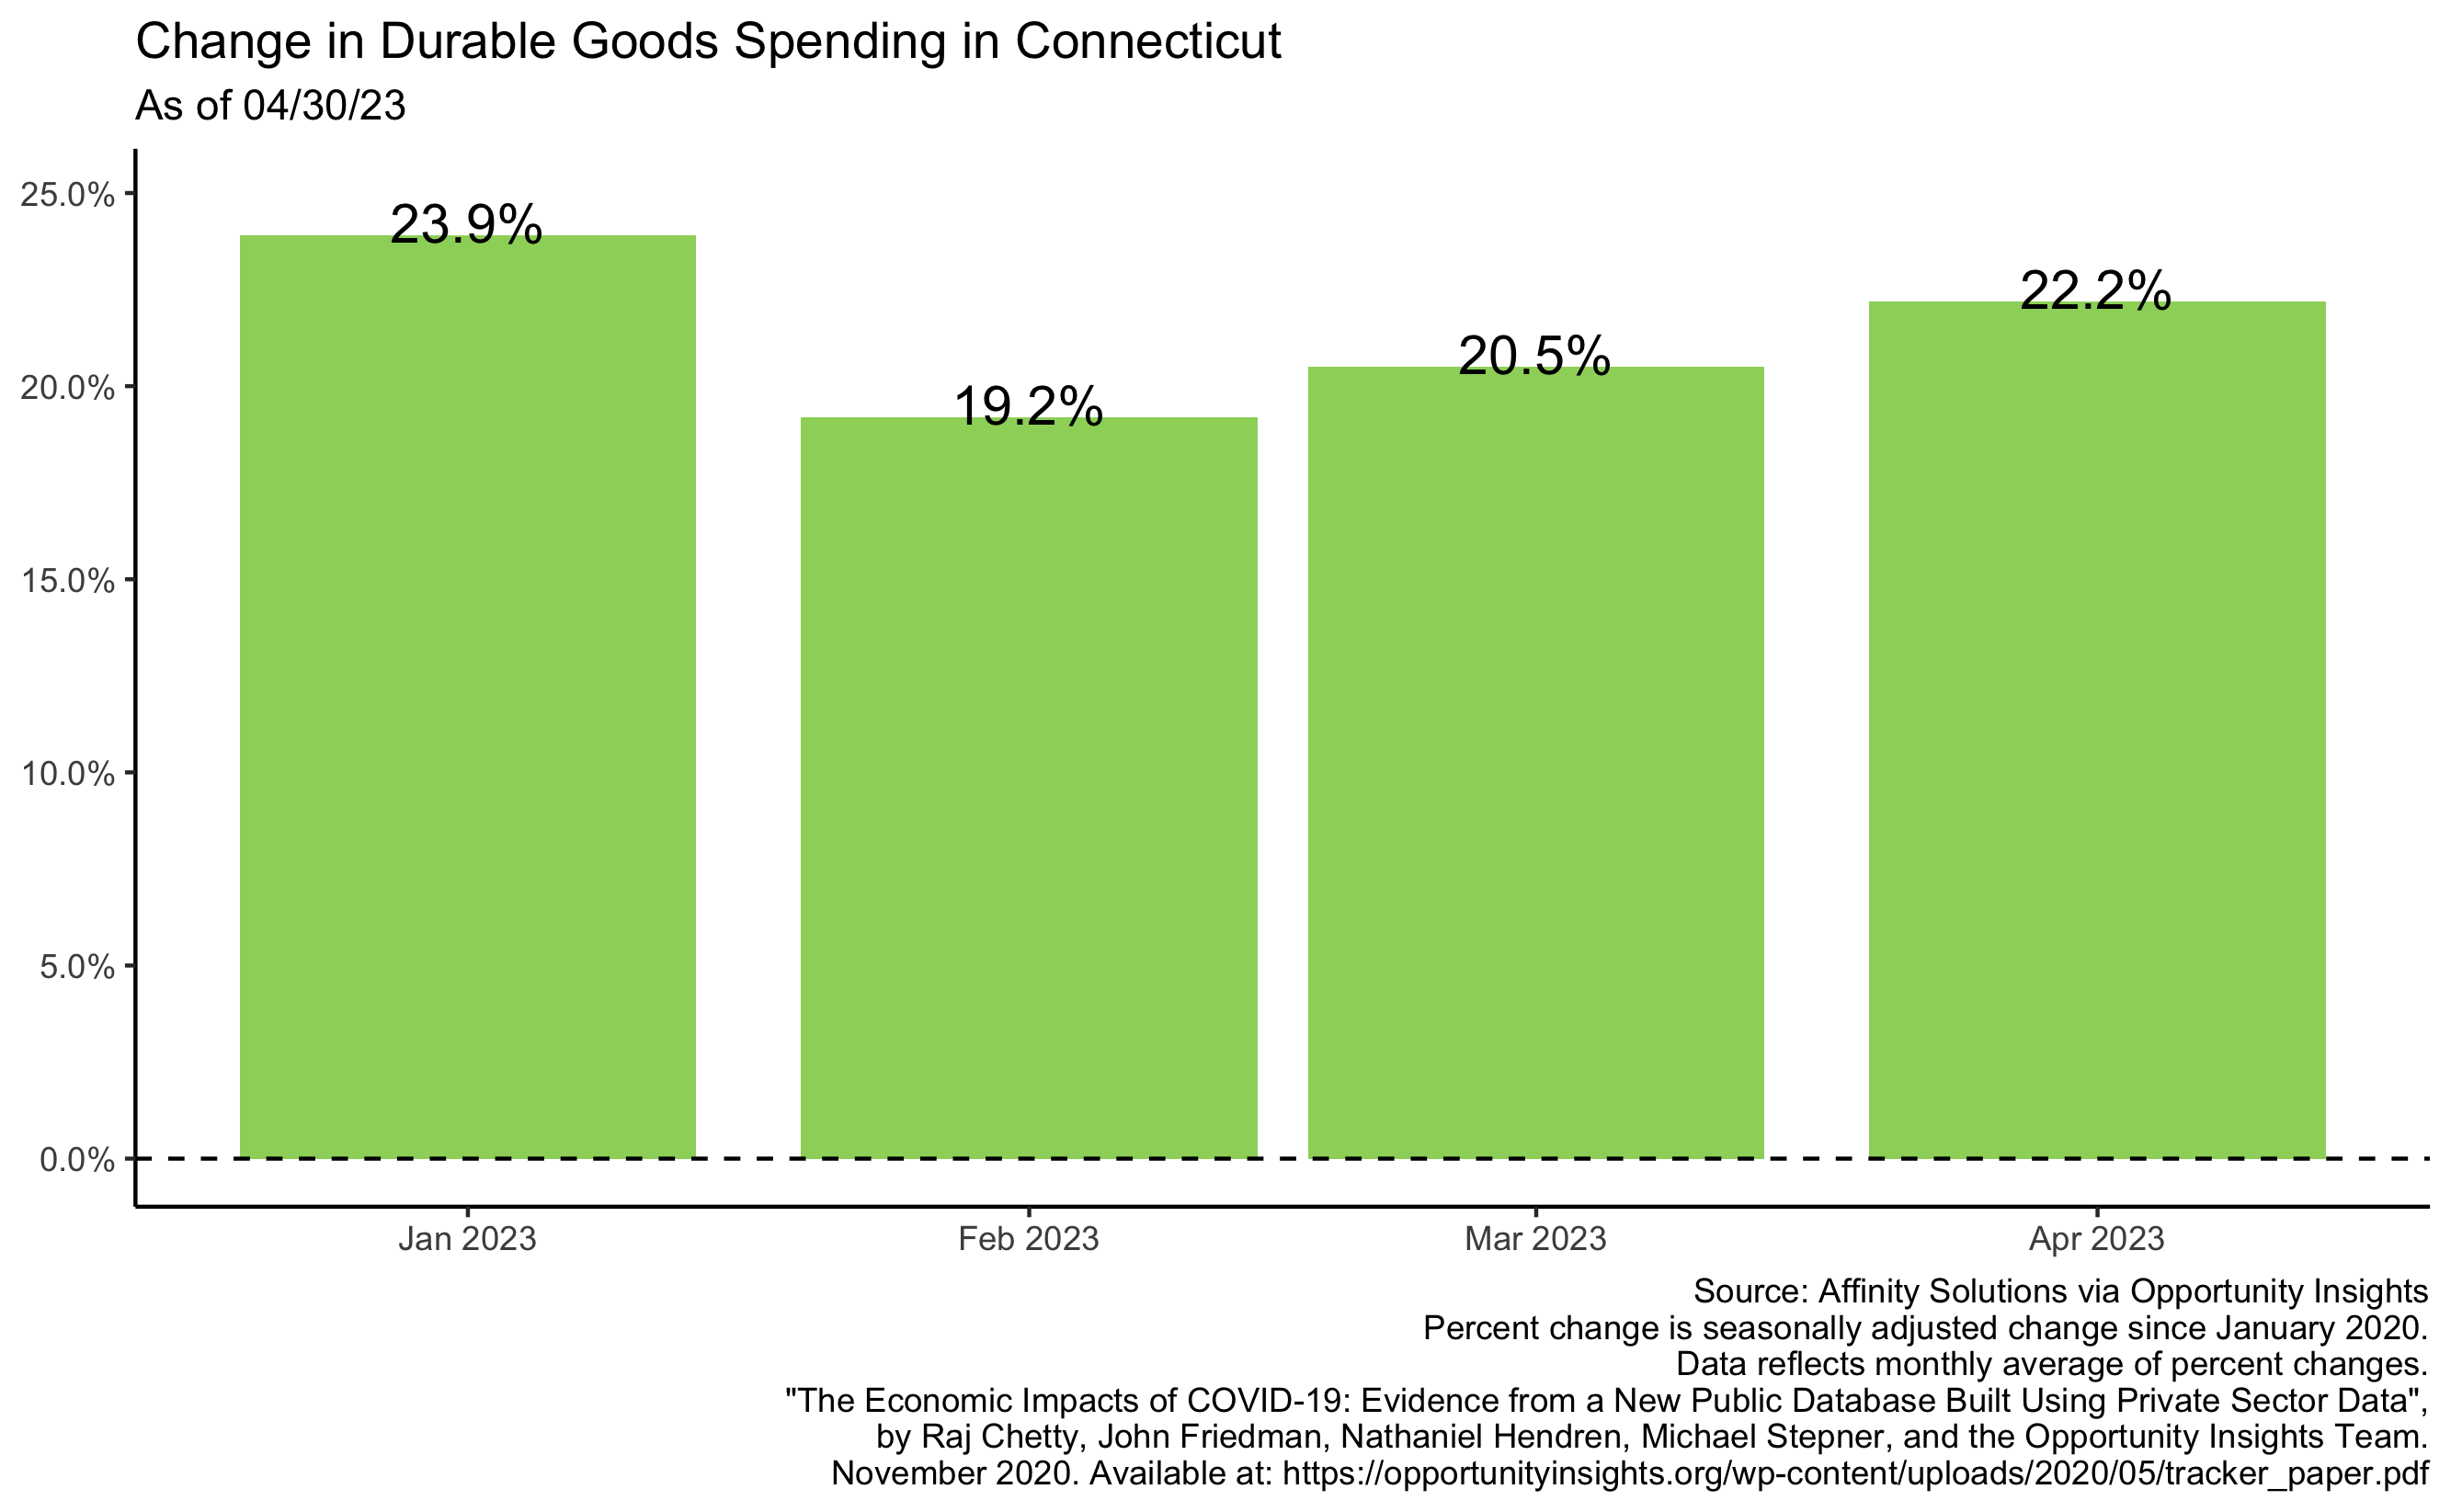 Change in Durable Goods Spending in Connecticut
As of 04/30/23
25.0%
20.0%
15.0%
10.0%
5.0%
0.0%
23.9%
19.2%
20.5%
22.2%
Jan 2023
Feb 2023
Mar 2023
Apr 2023
Source: Affinity Solutions via Opportunity Insights
Percent change is seasonally adjusted change since January 2020.
Data reflects monthly average of percent changes.
"The Economic Impacts of COVID-19: Evidence from a New Public Database Built Using Private Sector Data",
by Raj Chetty, John Friedman, Nathaniel Hendren, Michael Stepner, and the Opportunity Insights Team.
November 2020. Available at: https://opportunityinsights.org/wp-content/uploads/2020/05/tracker_paper.pdf